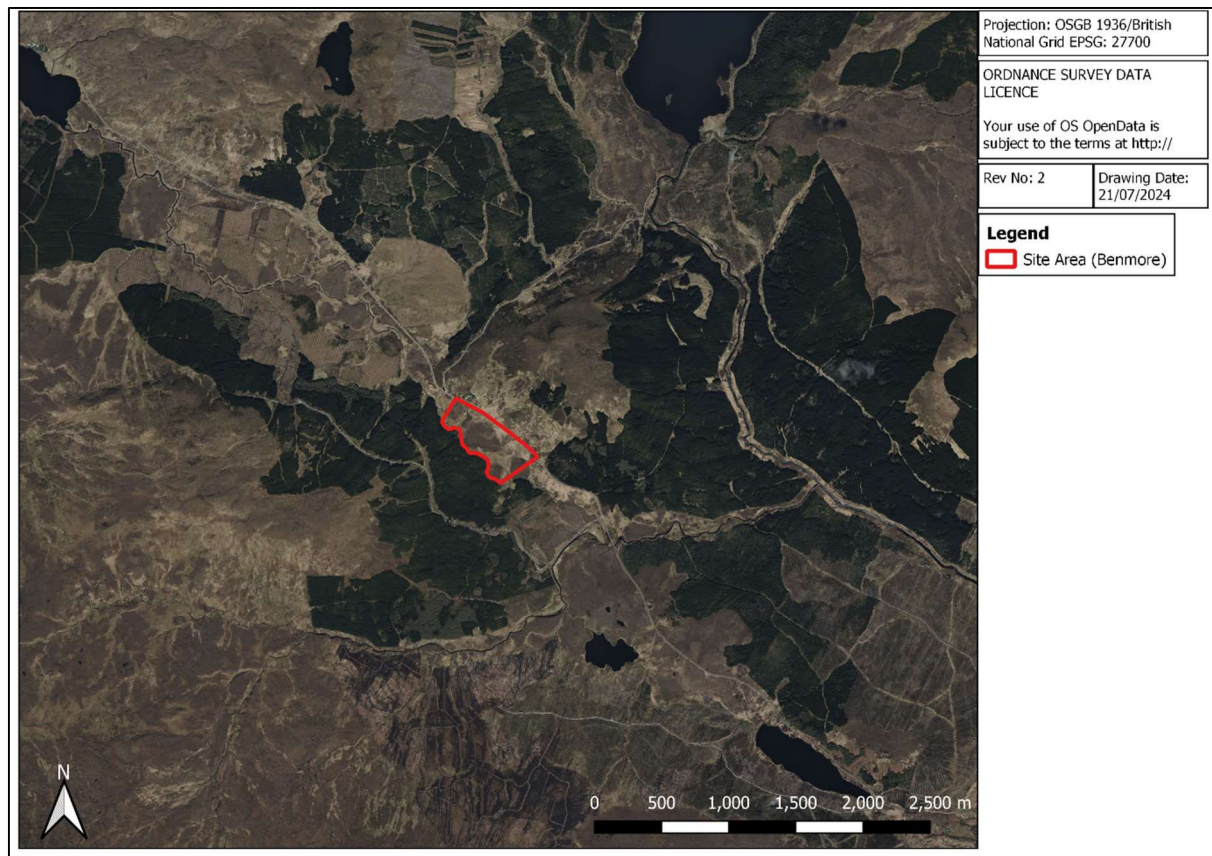 Projection: OSGB 1936/British
National Grid EPSG: 27700
ORDNANCE SURVEY DATA
LICENCE
Your use of OS OpenData is
subject to the terms at http://
Rev No: 2
Drawing Date:
21/07/2024
Legend
Site Area (Benmore)
N
0 500 1,000 1,500 2,000 2,500 m